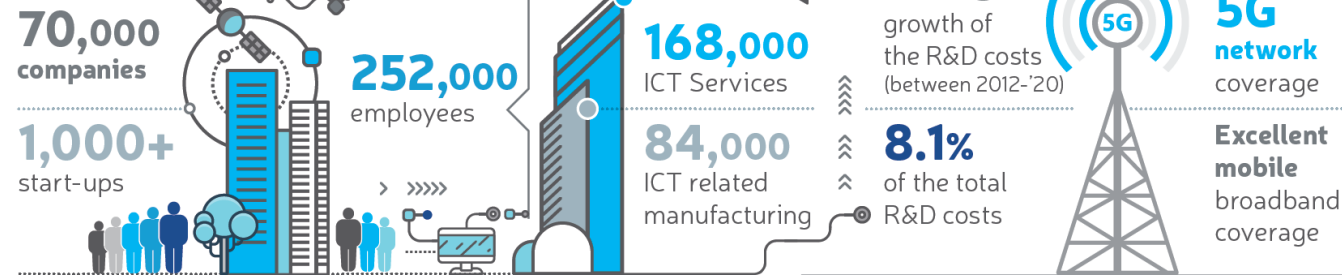 70,000
companies
1,000+
start-ups
252,000
employees
168,000
ICT Services
84,000
ICT related
manufacturing
growth of
the R&D costs
(between 2012-'20)
8.1%
of the total
R&D costs
5G
5G
network
coverage
Excellent
mobile
broadband
coverage